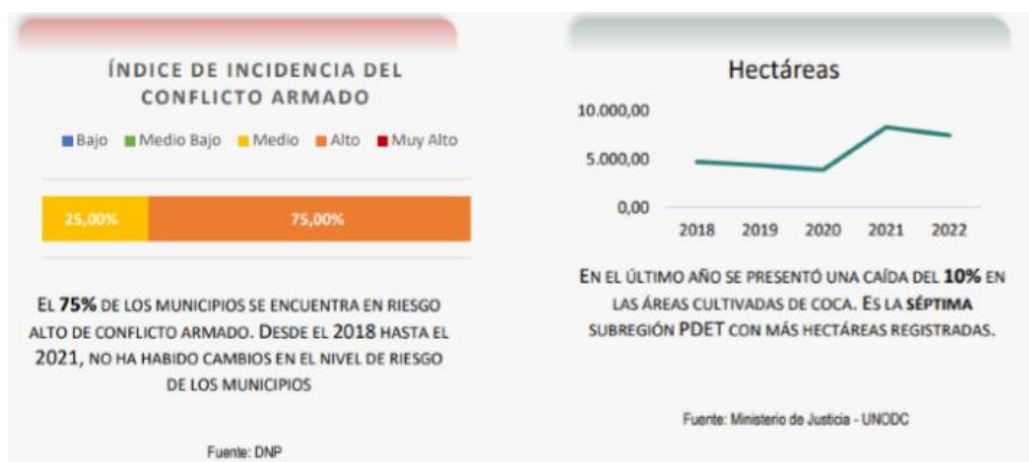 ÍNDICE DE INCIDENCIA DEL
CONFLICTO ARMADO
Bajo Medio Bajo Medio Alto Muy Alto
25,00% 75,00%
EL 75% DE LOS MUNICIPIOS SE ENCUENTRA EN RIESGO
ALTO DE CONFLICTO ARMADO. DESDE EL 2018 HASTA EL
2021, NO HA HABIDO CAMBIOS EN EL NIVEL DE RIESGO
DE LOS MUNICIPIOS
Fuente: DNP
Hectáreas
10.000,00
5.000,00
0,00
2018 2019 2020 2021 2022
EN EL ÚLTIMO AÑO SE PRESENTÓ UNA CAÍDA DEL 10% EN
LAS ÁREAS CULTIVADAS DE COCA. ES LA SÉPTIMA
SUBREGIÓN PDET CON MÁS HECTÁREAS REGISTRADAS.
Fuente: Ministerio de Justicia - UNODC